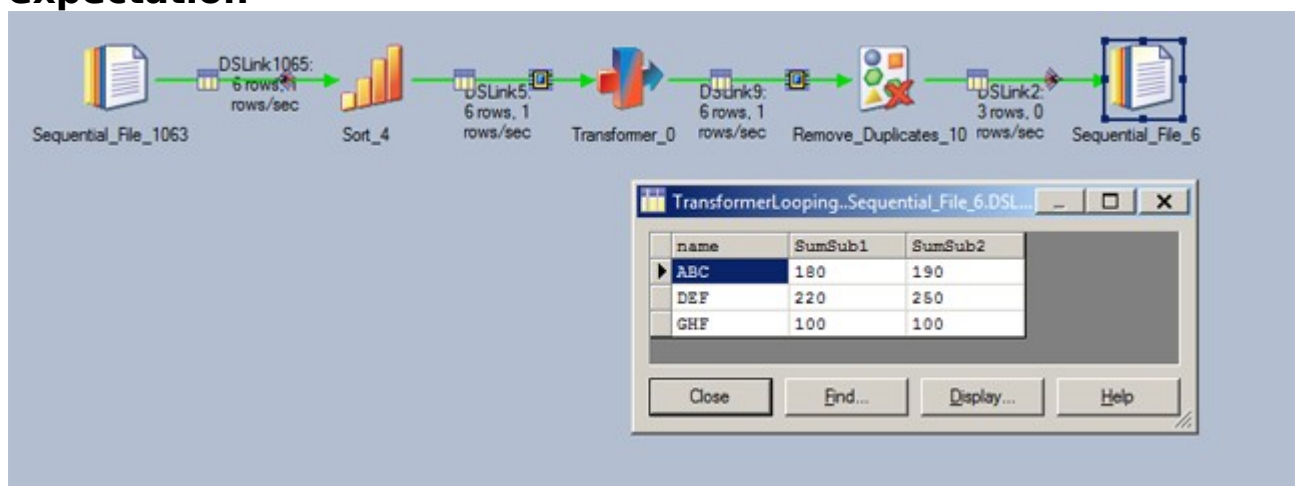 expectation
DSLink1065:
6 rows, 1
rows/sec
DSLink5:
6 rows, 1
rows/sec
DSLink9:
6 rows, 1
rows/sec
DSLink2:
3 rows, 0
rows/sec
Sequential_File_1063
Sort_4
Transformer_0
Remove_Duplicates_10
Sequential_File_6
TransformerLooping..Sequential_File_6.DSL...
name SumSub1 SumSub2
ABC 180 190
DEF 220 250
GHF 100 100
Close Find... Display... Help